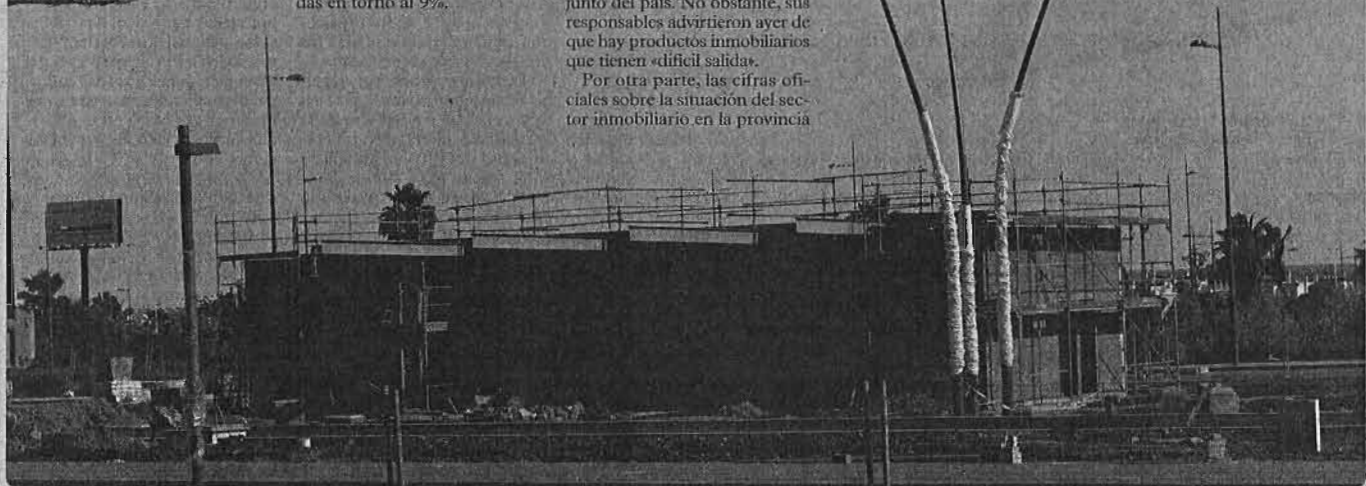 das en torno al 9%.
junto del país. No obstante, sus
responsables advirtieron ayer de
que hay productos inmobiliarios
que tienen «difícil salida».
Por otra parte, las cifras ofi-
ciales sobre la situación del sec-
tor inmobiliario en la provincia